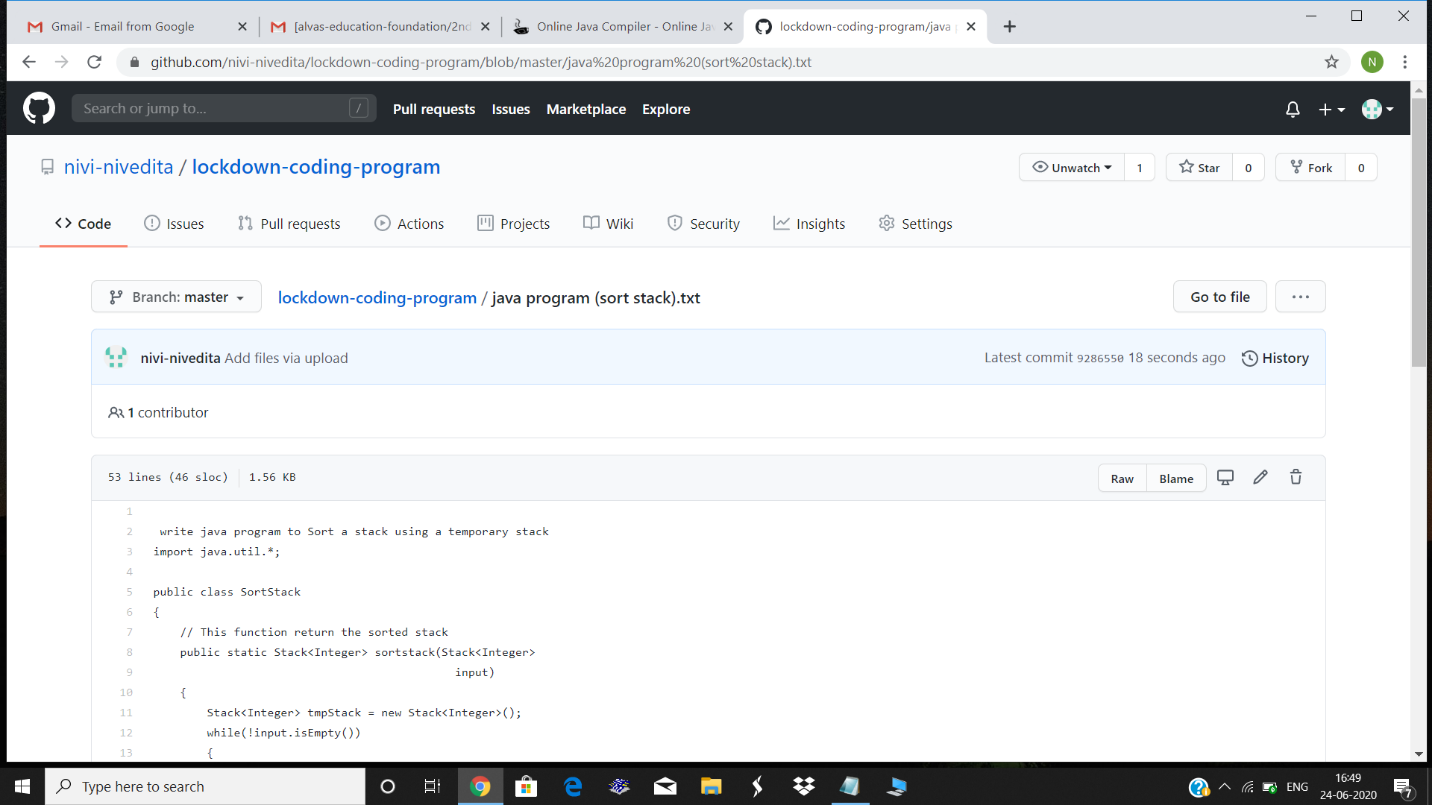 Gmail - Email from Google
[alvas-education-foundation/2nd
Online Java Compiler - Online Jav
lockdown-coding-program/java p
github.com/nivi-nivedita/lockdown-coding-program/blob/master/java%20program%20(sort%20stack).txt
N
Search or jump to...
/
Pull requests
Issues
Marketplace
Explore
nivi-nivedita / lockdown-coding-program
Unwatch 1
Star 0
Fork 0
Code
Issues
Pull requests
Actions
Projects
Wiki
Security
Insights
Settings
Branch: master
lockdown-coding-program / java program (sort stack).txt
Go to file
...
nivi-nivedita Add files via upload
Latest commit 9286550 18 seconds ago
History
1 contributor
53 lines (46 sloc) 1.56 KB
Raw
Blame
1
2 write java program to Sort a stack using a temporary stack
3 import java.util.*;
4
5 public class SortStack
6 {
7 // This function return the sorted stack
8 public static Stack<Integer> sortstack(Stack<Integer>
9 input)
10 {
11 Stack<Integer> tmpStack = new Stack<Integer>();
12 while(!input.isEmpty())
13 {
Type here to search
ENG
16:49
24-06-2020
7